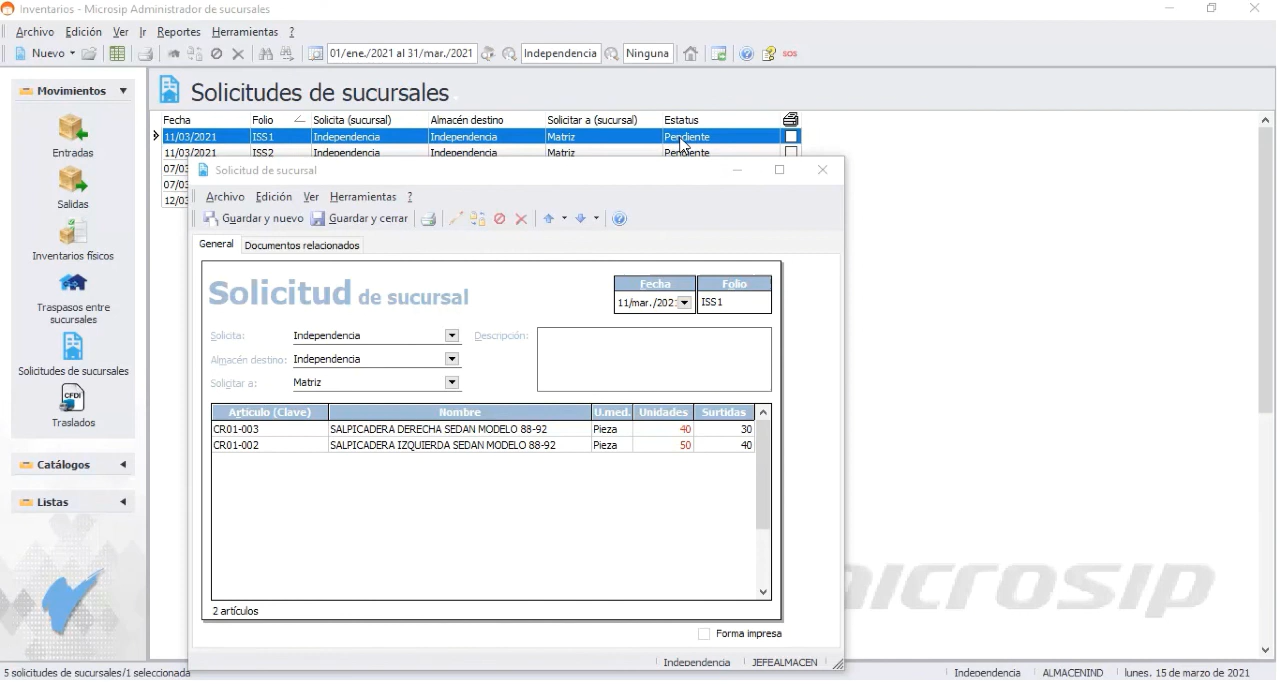 Inventarios - Microsip Administrador de sucursales
Archivo Edición Ver Ir Reportes Herramientas ?
Nuevo 01/ene./2021 al 31/mar./2021 Independencia Ninguna SOS
Movimientos
Entradas
Salidas
Inventarios físicos
Traspasos entre
sucursales
Solicitudes de sucursales
CFDI
Traslados
Catálogos
Listas
Solicitudes de sucursales
Fecha Folio Solicita (sucursal) Almacén destino Solicitar a (sucursal) Estatus
11/03/2021 ISS1 Independencia Independencia Matriz Pendiente
11/03/2021 ISS2 Independencia Independencia Matriz Pendiente
07/03
07/03
12/03
Solicitud de sucursal
Archivo Edición Ver Herramientas ?
Guardar y nuevo Guardar y cerrar
General Documentos relacionados
Solicitud de sucursal
Fecha Folio
11/mar./202 ISS1
Solicita: Independencia Descripción:
Almacén destino: Independencia
Solicitar a: Matriz
Artículo (Clave) Nombre U.med. Unidades Surtidas
CR01-003 SALPICADERA DERECHA SEDAN MODELO 88-92 Pieza 40 30
CR01-002 SALPICADERA IZQUIERDA SEDAN MODELO 88-92 Pieza 50 40
2 artículos
Forma impresa
Independencia JEFEALMACEN
microsip
5 solicitudes de sucursales/1 seleccionada Independencia ALMACENIND lunes, 15 de marzo de 2021